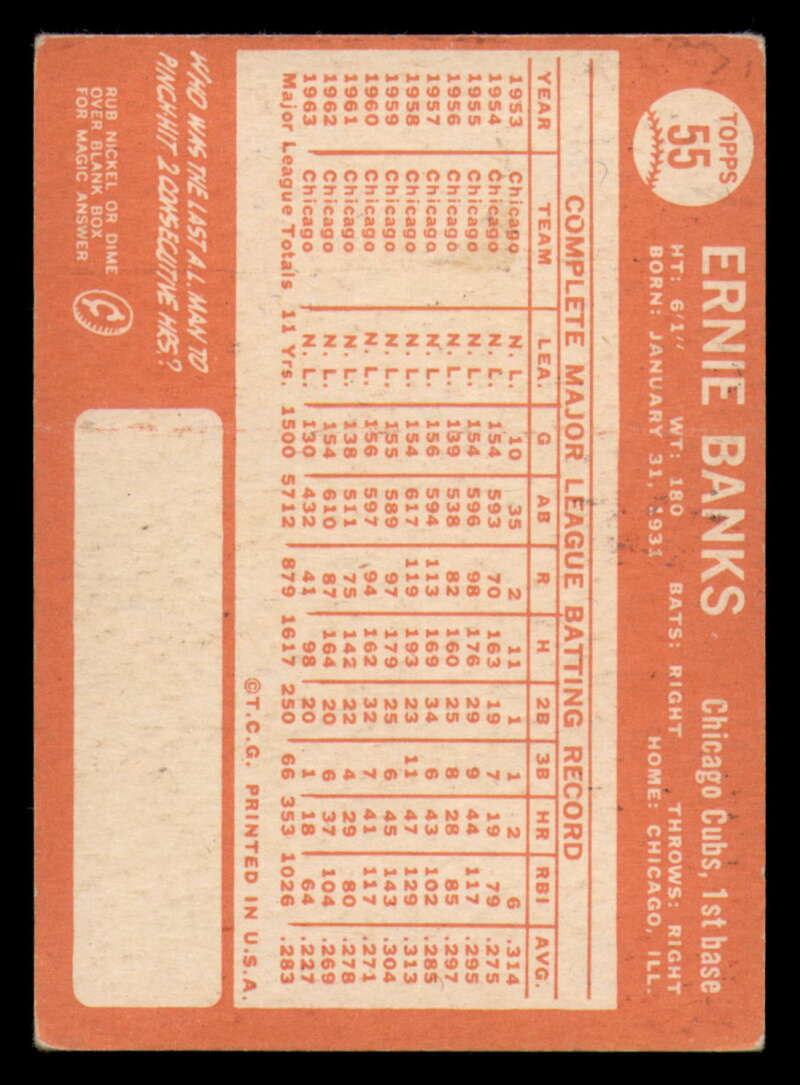 TOPPS
55
ERNIE BANKS Chicago Cubs, 1st base
HT: 6'1" WT: 180 BATS: RIGHT THROWS: RIGHT
BORN: JANUARY 31, 1931 HOME: CHICAGO, ILL.
COMPLETE MAJOR LEAGUE BATTING RECORD
YEAR TEAM LEA. G AB R H 2B 3B HR RBI AVG.
1953 Chicago N. L. 10 35 2 11 1 1 2 6 .314
1954 Chicago N. L. 154 593 70 163 19 7 19 79 .275
1955 Chicago N. L. 154 596 98 176 29 9 44 117 .295
1956 Chicago N. L. 139 538 82 160 25 8 28 85 .297
1957 Chicago N. L. 156 594 113 169 34 6 43 102 .285
1958 Chicago N. L. 154 617 119 193 23 11 47 129 .313
1959 Chicago N. L. 155 589 97 179 25 6 45 143 .304
1960 Chicago N. L. 156 597 94 162 32 7 41 117 .271
1961 Chicago N. L. 138 511 75 142 22 4 29 80 .278
1962 Chicago N. L. 154 610 87 164 20 6 37 104 .269
1963 Chicago N. L. 130 432 41 98 20 1 18 64 .227
Major League Totals 11 Yrs. 1500 5712 879 1617 250 66 353 1026 .283
©T.C.G. PRINTED IN U.S.A.
WHO WAS THE LAST A.L. MAN TO
PINCH-HIT 2 CONSECUTIVE HRS.?
RUB NICKEL OR DIME
OVER BLANK BOX
FOR MAGIC ANSWER